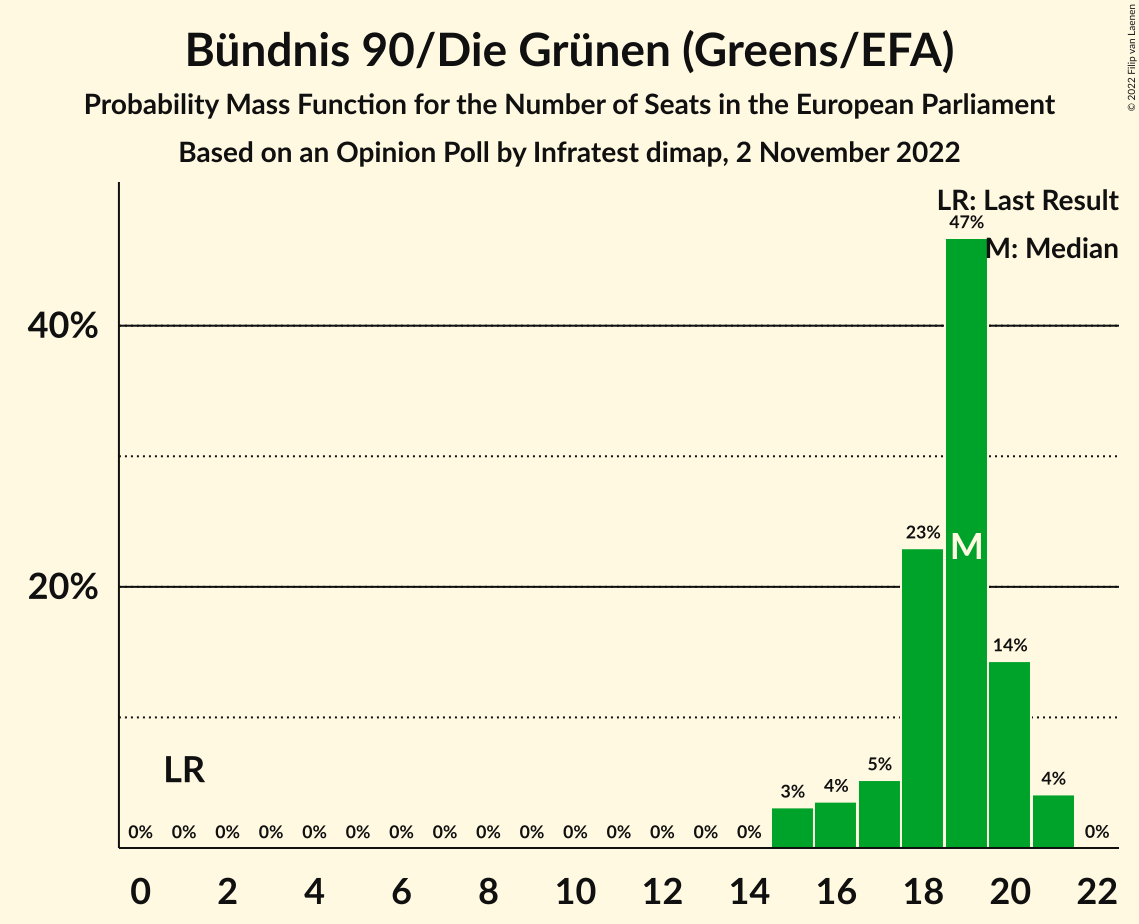 Bündnis 90/Die Grünen (Greens/EFA)
Probability Mass Function for the Number of Seats in the European Parliament
Based on an Opinion Poll by Infratest dimap, 2 November 2022
© 2022 Filip van Laenen
LR: Last Result
47%
M: Median
40%
23%
M
20%
14%
LR
5%
4%
4%
3%
0% 0% 0% 0% 0% 0% 0% 0% 0% 0% 0% 0% 0% 0% 0% 0%
0 2 4 6 8 10 12 14 16 18 20 22